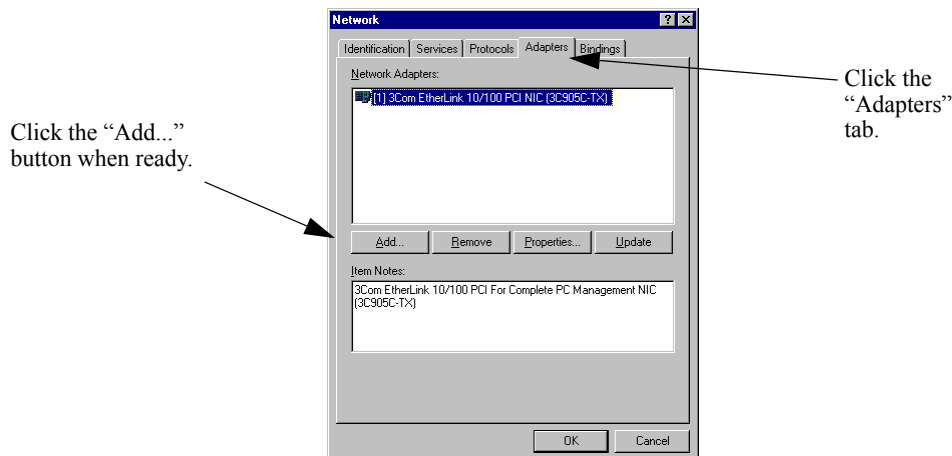 Network
Identification Services Protocols Adapters Bindings
Network Adapters:
[1] 3Com EtherLink 10/100 PCI NIC (3C905C-TX)
Click the
“Adapters”
tab.
Click the “Add...”
button when ready.
Add... Remove Properties... Update
Item Notes:
3Com EtherLink 10/100 PCI For Complete PC Management NIC
(3C905C-TX)
OK Cancel